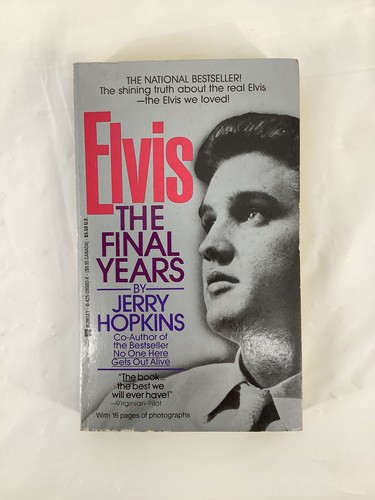 THE NATIONAL BESTSELLER!
The shining truth about the real Elvis
—the Elvis we loved!
Elvis
THE
FINAL
YEARS
BY
JERRY
HOPKINS
Co-Author of
the Bestseller
No One Here
Gets Out Alive
"The book...
the best we
will ever have!"
—Virginian-Pilot
With 16 pages of photographs